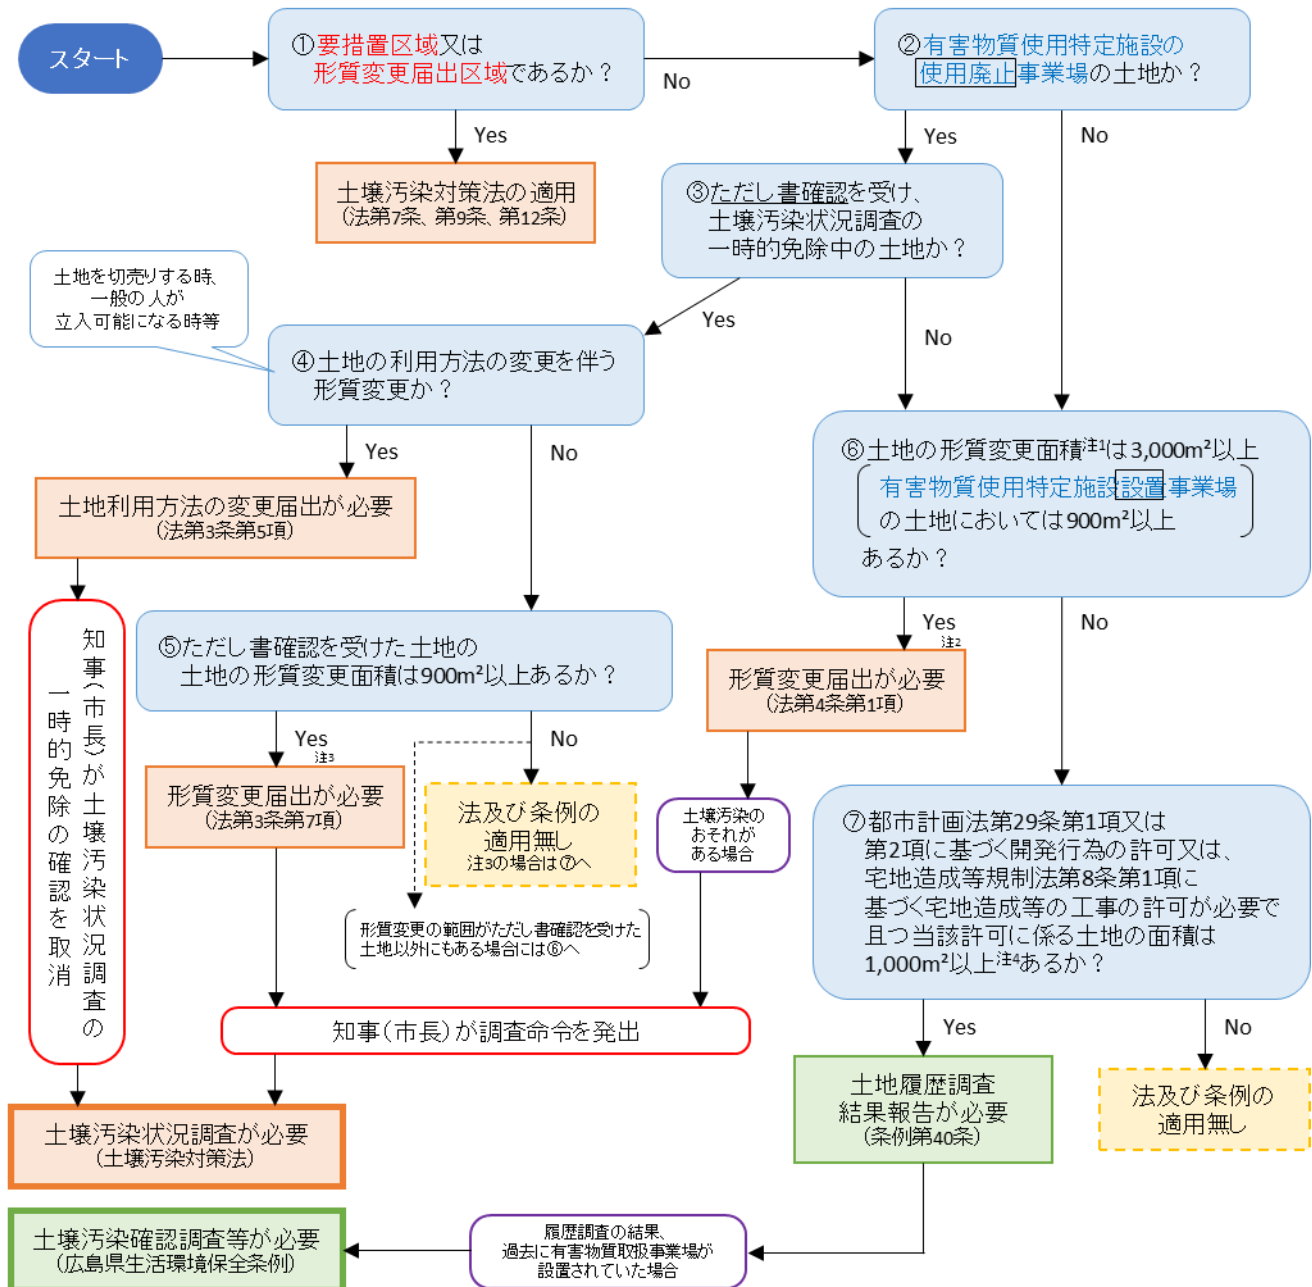 スタート
①要措置区域又は
形質変更届出区域であるか？
No
②有害物質使用特定施設の
使用廃止事業場の土地か？
Yes
土壌汚染対策法の適用
(法第7条、第9条、第12条)
Yes
No
③ただし書確認を受け、
土壌汚染状況調査の
一時的免除中の土地か？
土地を切売りする時、
一般の人が
立入可能になる時等
Yes
No
④土地の利用方法の変更を伴う
形質変更か？
Yes
No
⑥土地の形質変更面積注1は3,000m²以上
有害物質使用特定施設設置事業場
の土地においては900m²以上
あるか？
土地利用方法の変更届出が必要
(法第3条第5項)
知事(市長)が土壌汚染状況調査の
一時的免除の確認を取消
⑤ただし書確認を受けた土地の
土地の形質変更面積は900m²以上あるか？
Yes
注2
No
形質変更届出が必要
(法第4条第1項)
Yes
注3
No
形質変更届出が必要
(法第3条第7項)
法及び条例の
適用無し
注3の場合は⑦へ
土壌汚染の
おそれが
ある場合
⑦都市計画法第29条第1項又は
第2項に基づく開発行為の許可又は、
宅地造成等規制法第8条第1項に
基づく宅地造成等の工事の許可が必要で
且つ当該許可に係る土地の面積は
1,000m²以上注4あるか？
形質変更の範囲がただし書確認を受けた
土地以外にもある場合には⑥へ
知事(市長)が調査命令を発出
Yes
No
土地履歴調査
結果報告が必要
(条例第40条)
法及び条例の
適用無し
土壌汚染状況調査が必要
(土壌汚染対策法)
土壌汚染確認調査等が必要
(広島県生活環境保全条例)
履歴調査の結果、
過去に有害物質取扱事業場が
設置されていた場合